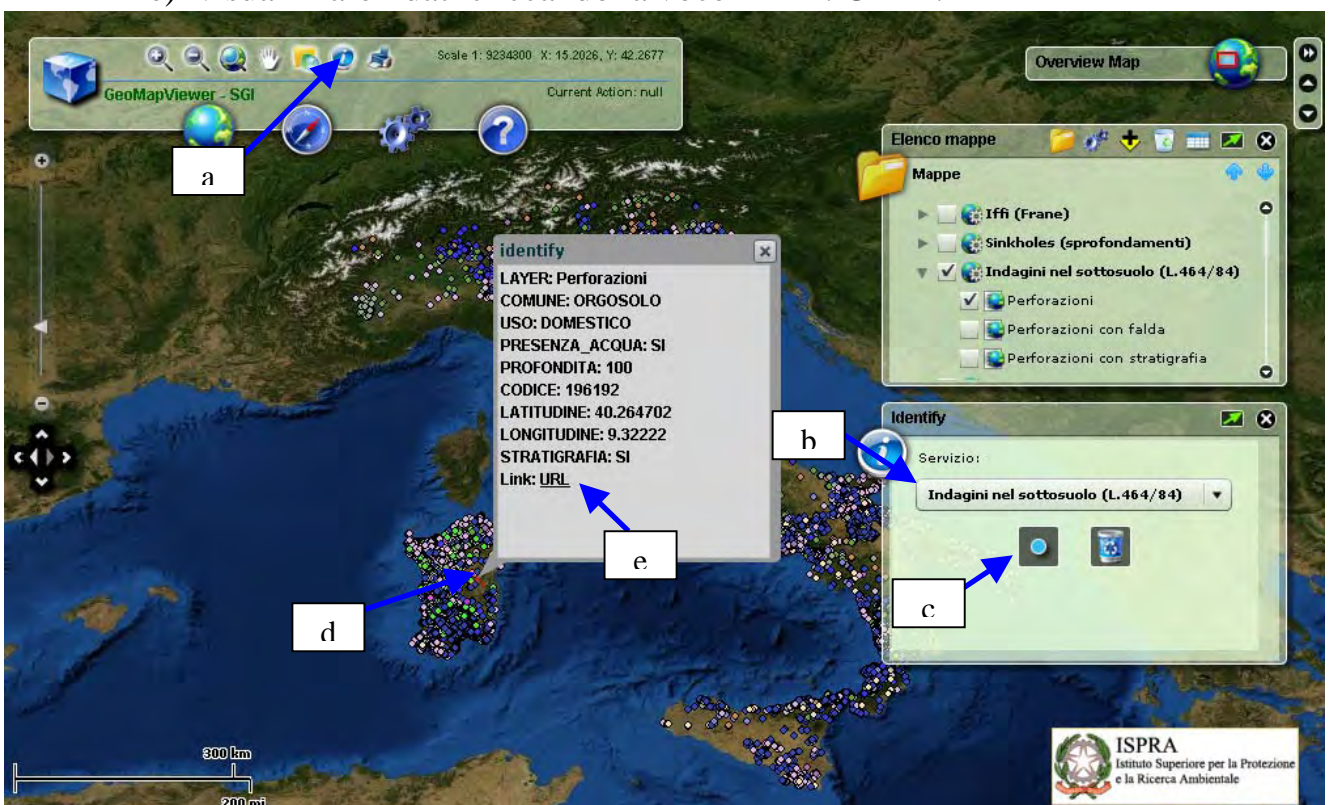 Scale 1: 9234300 X: 15.2026, Y: 42.2677
GeoMapViewer - SGI
Current Action: null
Overview Map
a
Elenco mappe
Mappe
Iffi (Frane)
Sinkholes (sprofondamenti)
Indagini nel sottosuolo (L.464/84)
Perforazioni
Perforazioni con falda
Perforazioni con stratigrafia
identify
LAYER: Perforazioni
COMUNE: ORGOSOLO
USO: DOMESTICO
PRESENZA_ACQUA: SI
PROFONDITA: 100
CODICE: 196192
LATITUDINE: 40.264702
LONGITUDINE: 9.32222
STRATIGRAFIA: SI
Link: URL
Identify
Servizio:
Indagini nel sottosuolo (L.464/84)
b
c
d
e
300 km
200 mi
ISPRA
Istituto Superiore per la Protezione
e la Ricerca Ambientale